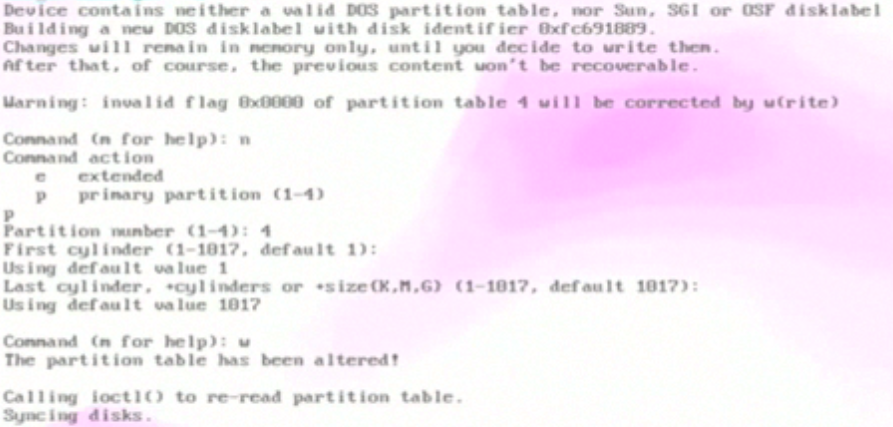 Device contains neither a valid DOS partition table, nor Sun, SGI or OSF disklabel
Building a new DOS disklabel with disk identifier 0xfc691889.
Changes will remain in memory only, until you decide to write them.
After that, of course, the previous content won't be recoverable.
Warning: invalid flag 0x0000 of partition table 4 will be corrected by w(rite)
Command (m for help): n
Command action
e extended
p primary partition (1-4)
p
Partition number (1-4): 4
First cylinder (1-1017, default 1):
Using default value 1
Last cylinder, +cylinders or +size{K,M,G} (1-1017, default 1017):
Using default value 1017
Command (m for help): w
The partition table has been altered!
Calling ioctl() to re-read partition table.
Syncing disks.